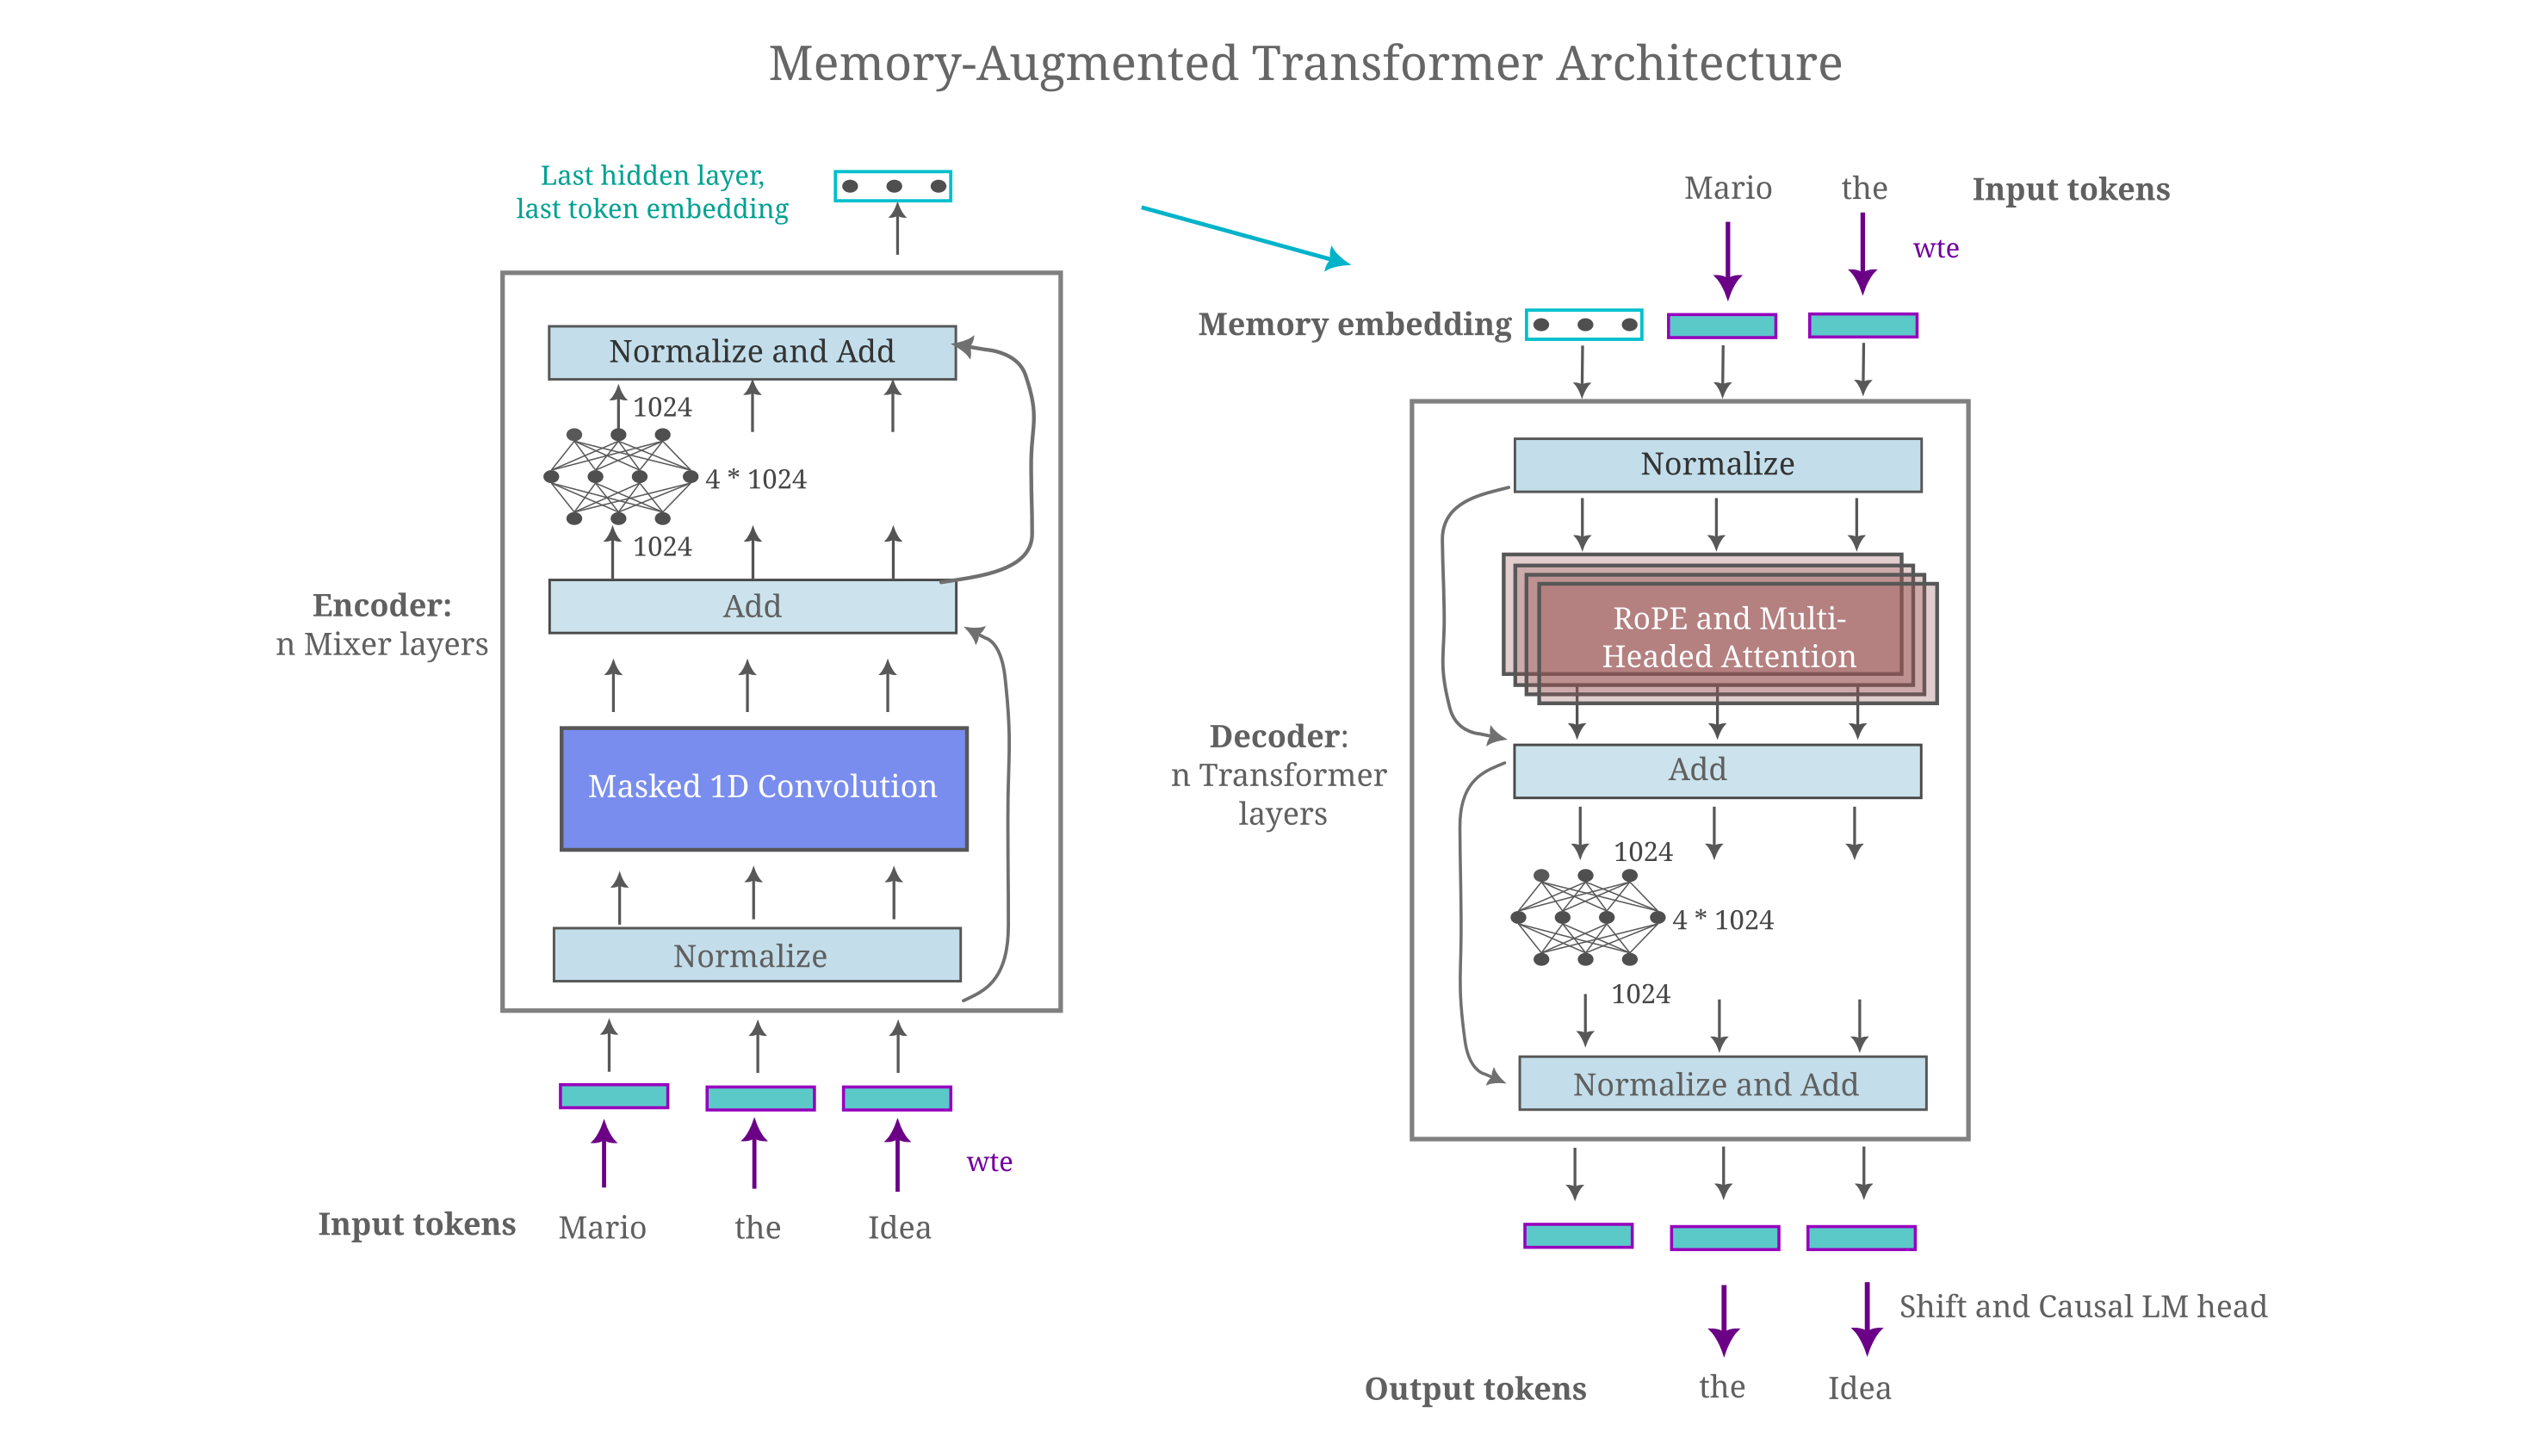 Memory-Augmented Transformer Architecture
Last hidden layer,
last token embedding
Normalize and Add
1024
4 * 1024
1024
Add
Encoder:
n Mixer layers
Masked 1D Convolution
Normalize
wte
Input tokens
Mario
the
Idea
Mario
the
Input tokens
wte
Memory embedding
Normalize
RoPE and Multi-
Headed Attention
Add
Decoder:
n Transformer
layers
1024
4 * 1024
1024
Normalize and Add
Shift and Causal LM head
Output tokens
the
Idea